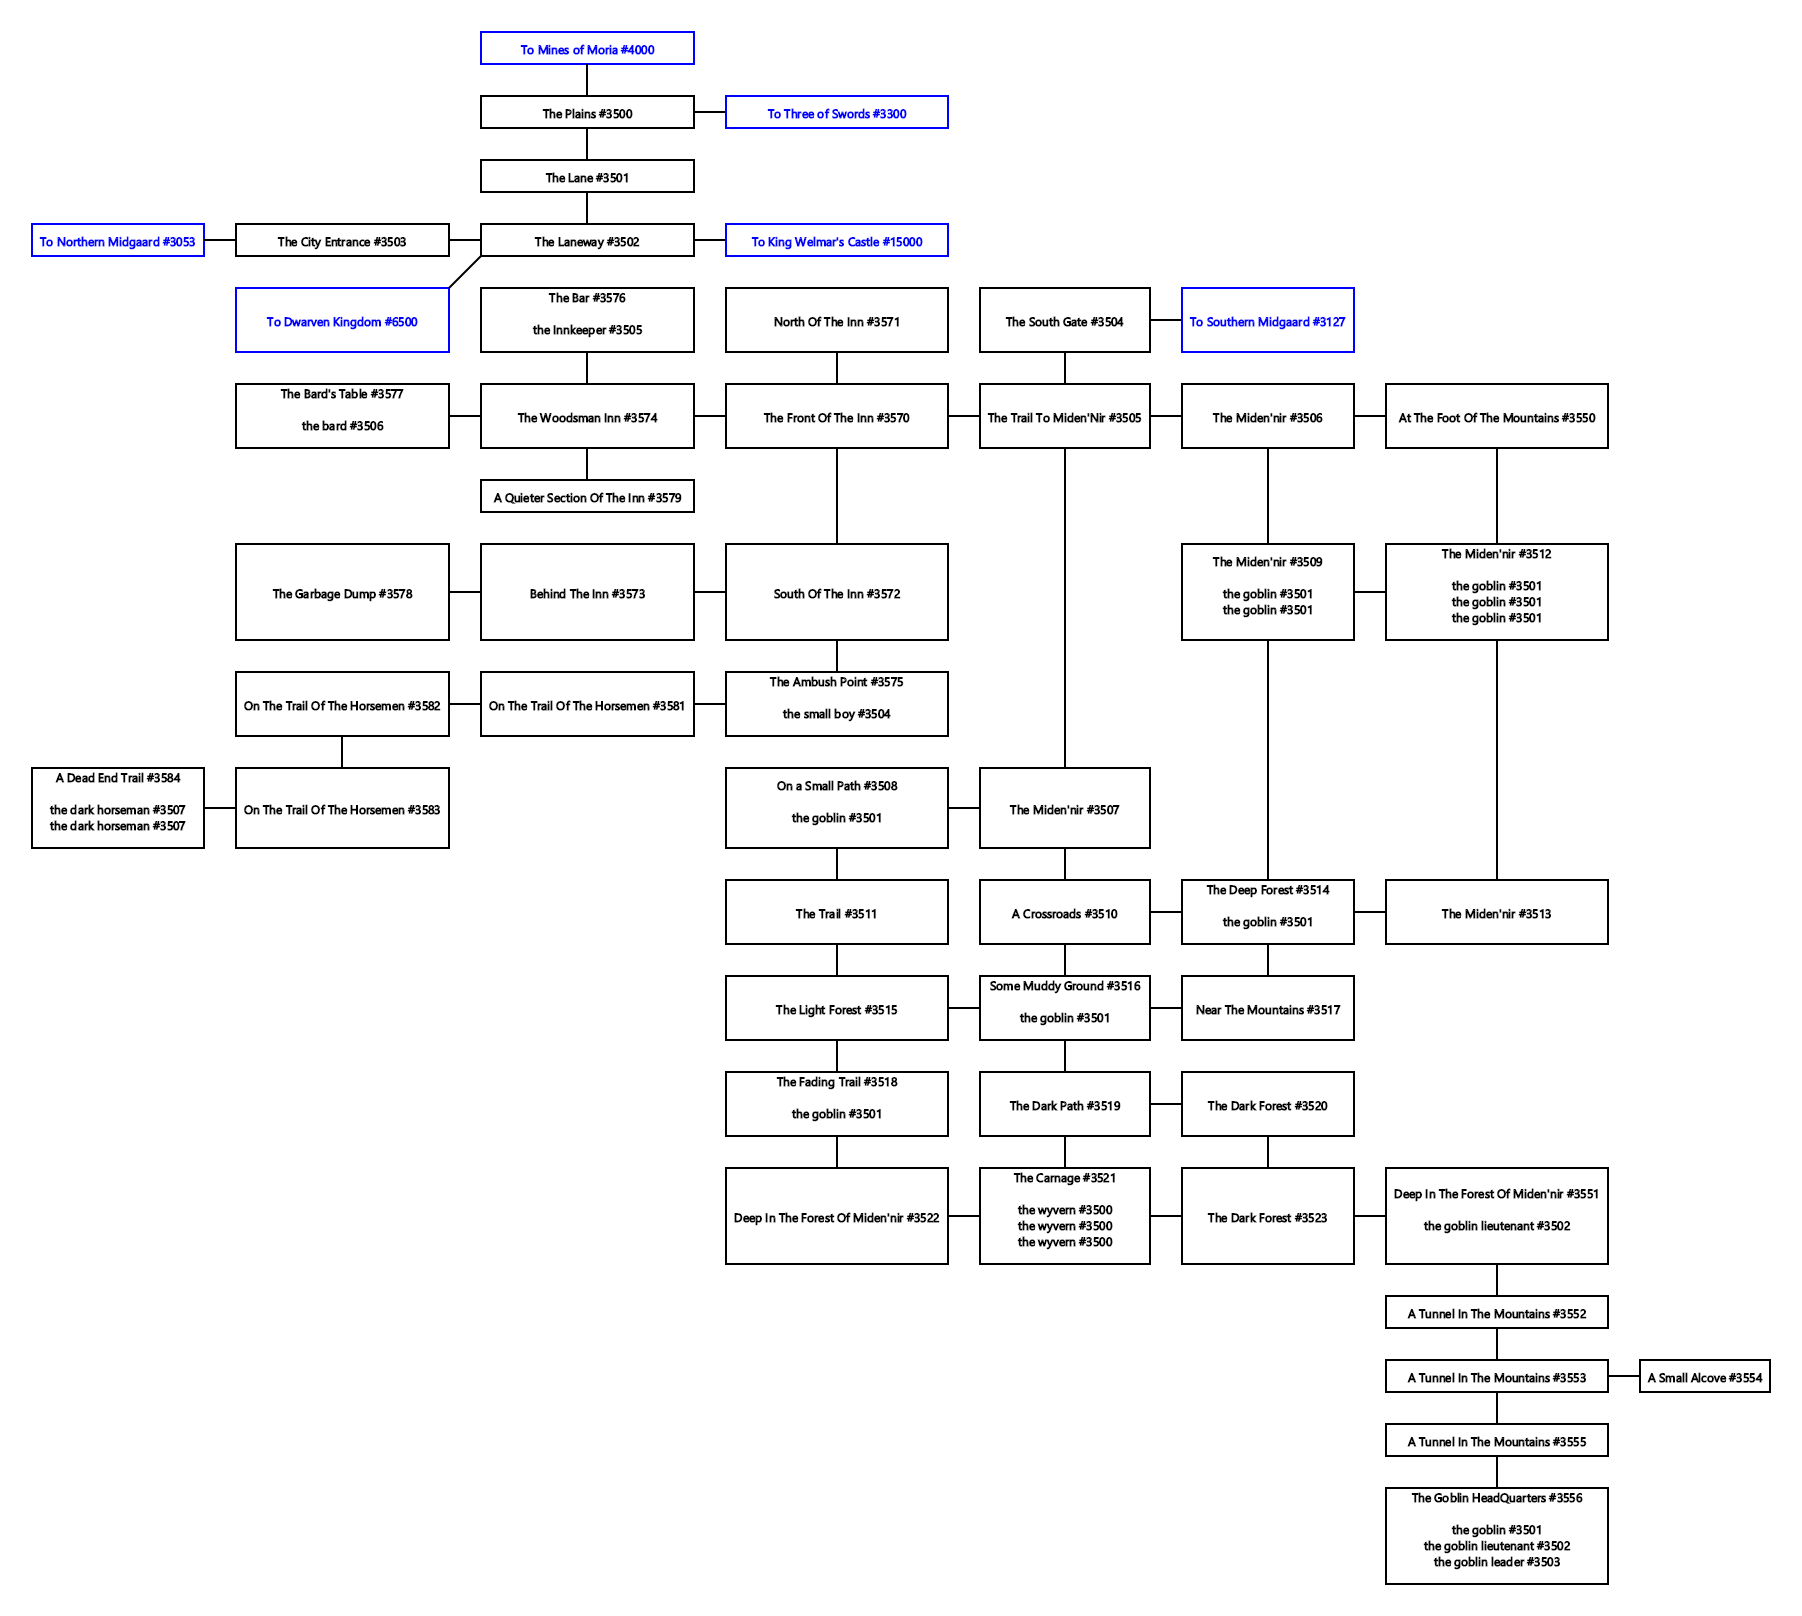 To Mines of Moria #4000
The Plains #3500
To Three of Swords #3300
The Lane #3501
To Northern Midgaard #3053
The City Entrance #3503
The Laneway #3502
To King Welmar's Castle #15000
To Dwarven Kingdom #6500
The Bar #3576
the Innkeeper #3505
North Of The Inn #3571
The South Gate #3504
To Southern Midgaard #3127
The Bard's Table #3577
the bard #3506
The Woodsman Inn #3574
The Front Of The Inn #3570
The Trail To Miden'Nir #3505
The Miden'nir #3506
At The Foot Of The Mountains #3550
A Quieter Section Of The Inn #3579
The Garbage Dump #3578
Behind The Inn #3573
South Of The Inn #3572
The Miden'nir #3509
the goblin #3501
the goblin #3501
The Miden'nir #3512
the goblin #3501
the goblin #3501
the goblin #3501
On The Trail Of The Horsemen #3582
On The Trail Of The Horsemen #3581
The Ambush Point #3575
the small boy #3504
A Dead End Trail #3584
the dark horseman #3507
the dark horseman #3507
On The Trail Of The Horsemen #3583
On a Small Path #3508
the goblin #3501
The Miden'nir #3507
The Trail #3511
A Crossroads #3510
The Deep Forest #3514
the goblin #3501
The Miden'nir #3513
The Light Forest #3515
Some Muddy Ground #3516
the goblin #3501
Near The Mountains #3517
The Fading Trail #3518
the goblin #3501
The Dark Path #3519
The Dark Forest #3520
Deep In The Forest Of Miden'nir #3522
The Carnage #3521
the wyvern #3500
the wyvern #3500
the wyvern #3500
The Dark Forest #3523
Deep In The Forest Of Miden'nir #3551
the goblin lieutenant #3502
A Tunnel In The Mountains #3552
A Tunnel In The Mountains #3553
A Small Alcove #3554
A Tunnel In The Mountains #3555
The Goblin HeadQuarters #3556
the goblin #3501
the goblin lieutenant #3502
the goblin leader #3503